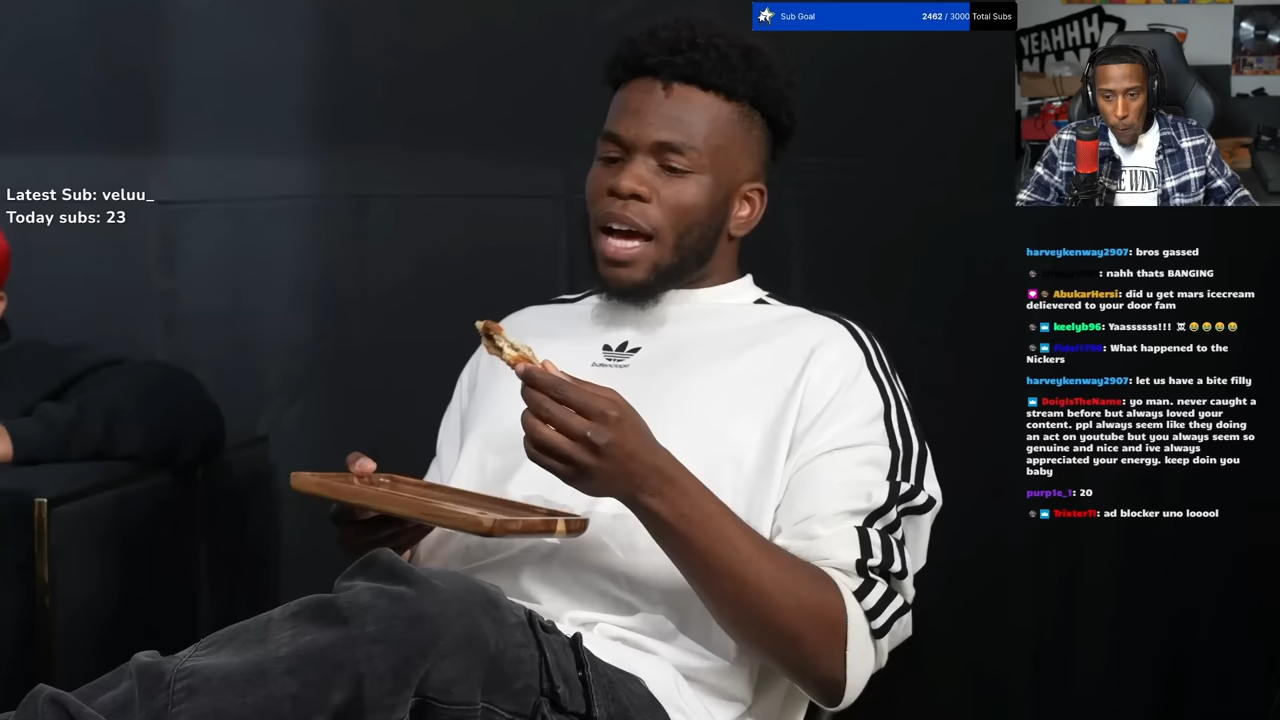 Sub Goal 2462 / 3000 Total Subs
YEAHHH
Latest Sub: veluu_
Today subs: 23
balenciaga
harveykenway2907: bros gassed
: nahh thats BANGING
AbukarHersi: did u get mars icecream
delievered to your door fam
keelyb96: Yaassssss!!! ☠️ 😂 😂 😂 😂
: What happened to the
Nickers
harveykenway2907: let us have a bite filly
DoigIsTheName: yo man. never caught a
stream before but always loved your
content. ppl always seem like they doing
an act on youtube but you always seem so
genuine and nice and ive always
appreciated your energy. keep doin you
baby
purp1e_1: 20
TrixterTI: ad blocker uno looool